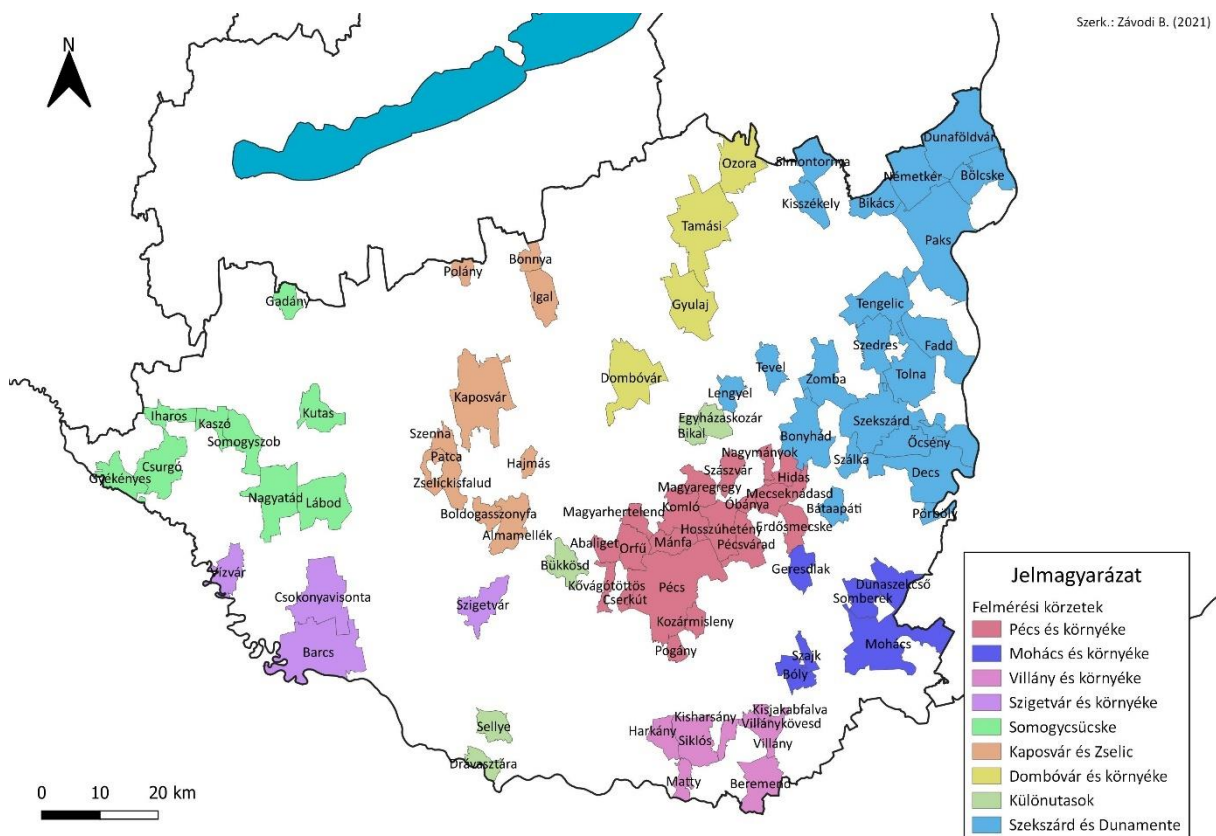 Szerk.: Závodi B. (2021)
N
Dunaföldvár
Ozora
Simontornya
Németkér
Bölcske
Kisszékely
Bikács
Tamási
Paks
Bonnya
Polány
Igal
Gadány
Gyulaj
Tengelic
Szedres
Fadd
Tevel
Dombóvár
Zomba
Tolna
Lengyel
Kaposvár
Kutas
Iharos
Kaszó
Egyházaskozár
Szekszárd
Somogyszob
Szenna
Bikal
Bonyhád
Őcsény
Nagymányok
Patca
Hajmás
Szászvár
Szálka
Csurgó
Gyékényes
Hidas
Decs
Zselickisfalud
Magyaregregy
Mecseknádasd
Nagyatád
Lábod
Komló
Óbánya
Bátaapáti
Pörböly
Boldogasszonyfa
Magyarhertelend
Almamellék
Hosszúhetény
Erdősmecske
Abaliget
Orfű
Mánfa
Pécsvárad
Bükkösd
Geresdlak
Vízvár
Kővágótöttös
Pécs
Dunaszekcső
Csokonyavisonta
Szigetvár
Cserkút
Somberek
Kozármisleny
Barcs
Pogány
Szajk
Mohács
Bóly
Kisjakabfalva
Kisharsány
Villánykövesd
Sellye
Harkány
Siklós
Villány
Drávasztára
Matty
Beremend
Jelmagyarázat
Felmérési körzetek
Pécs és környéke
Mohács és környéke
Villány és környéke
Szigetvár és környéke
Somogycsücske
Kaposvár és Zselic
Dombóvár és környéke
Különutasok
Szekszárd és Dunamente
0 10 20 km